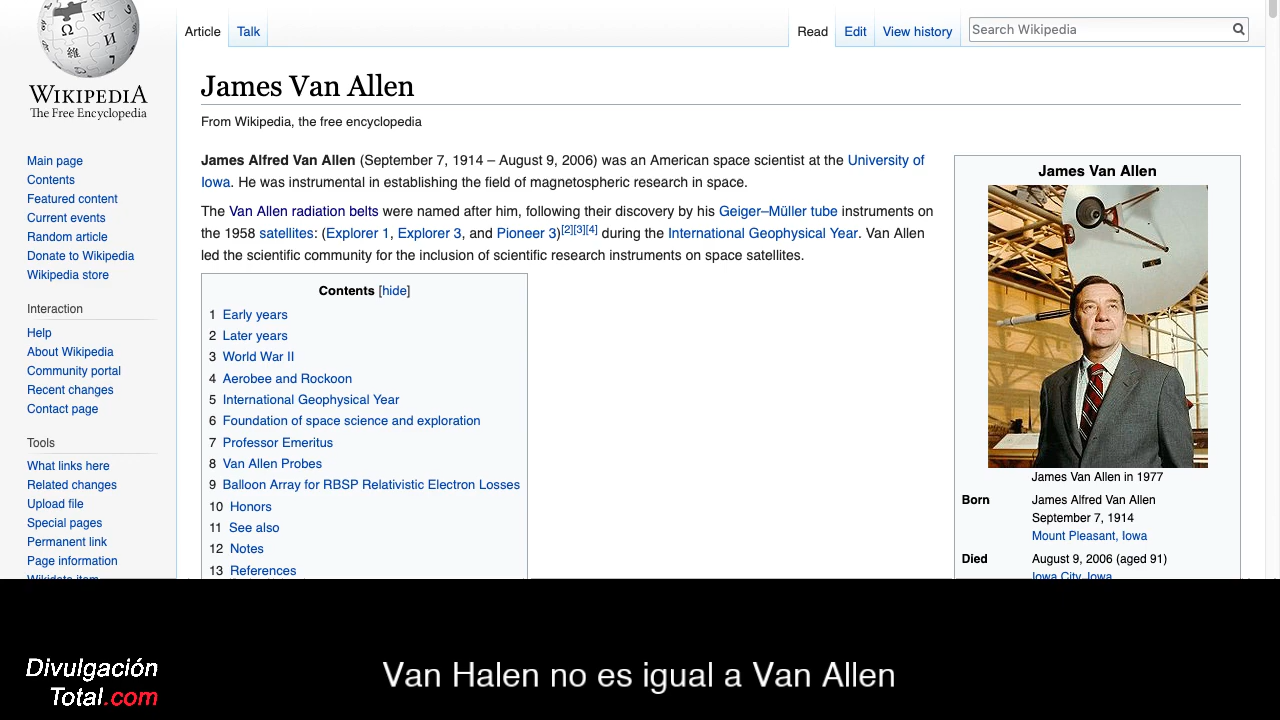 Article
Talk
Read
Edit
View history
Search Wikipedia
Ω
W
И
維
7
WIKIPEDIA
The Free Encyclopedia
Main page
Contents
Featured content
Current events
Random article
Donate to Wikipedia
Wikipedia store
Interaction
Help
About Wikipedia
Community portal
Recent changes
Contact page
Tools
What links here
Related changes
Upload file
Special pages
Permanent link
Page information
Wikidata item
James Van Allen
From Wikipedia, the free encyclopedia
James Alfred Van Allen (September 7, 1914 – August 9, 2006) was an American space scientist at the University of
Iowa. He was instrumental in establishing the field of magnetospheric research in space.
The Van Allen radiation belts were named after him, following their discovery by his Geiger–Müller tube instruments on
the 1958 satellites: (Explorer 1, Explorer 3, and Pioneer 3)[2][3][4] during the International Geophysical Year. Van Allen
led the scientific community for the inclusion of scientific research instruments on space satellites.
Contents [hide]
1 Early years
2 Later years
3 World War II
4 Aerobee and Rockoon
5 International Geophysical Year
6 Foundation of space science and exploration
7 Professor Emeritus
8 Van Allen Probes
9 Balloon Array for RBSP Relativistic Electron Losses
10 Honors
11 See also
12 Notes
13 References
James Van Allen
James Van Allen in 1977
Born James Alfred Van Allen
September 7, 1914
Mount Pleasant, Iowa
Died August 9, 2006 (aged 91)
Iowa City, Iowa
Divulgación
Total.com
Van Halen no es igual a Van Allen